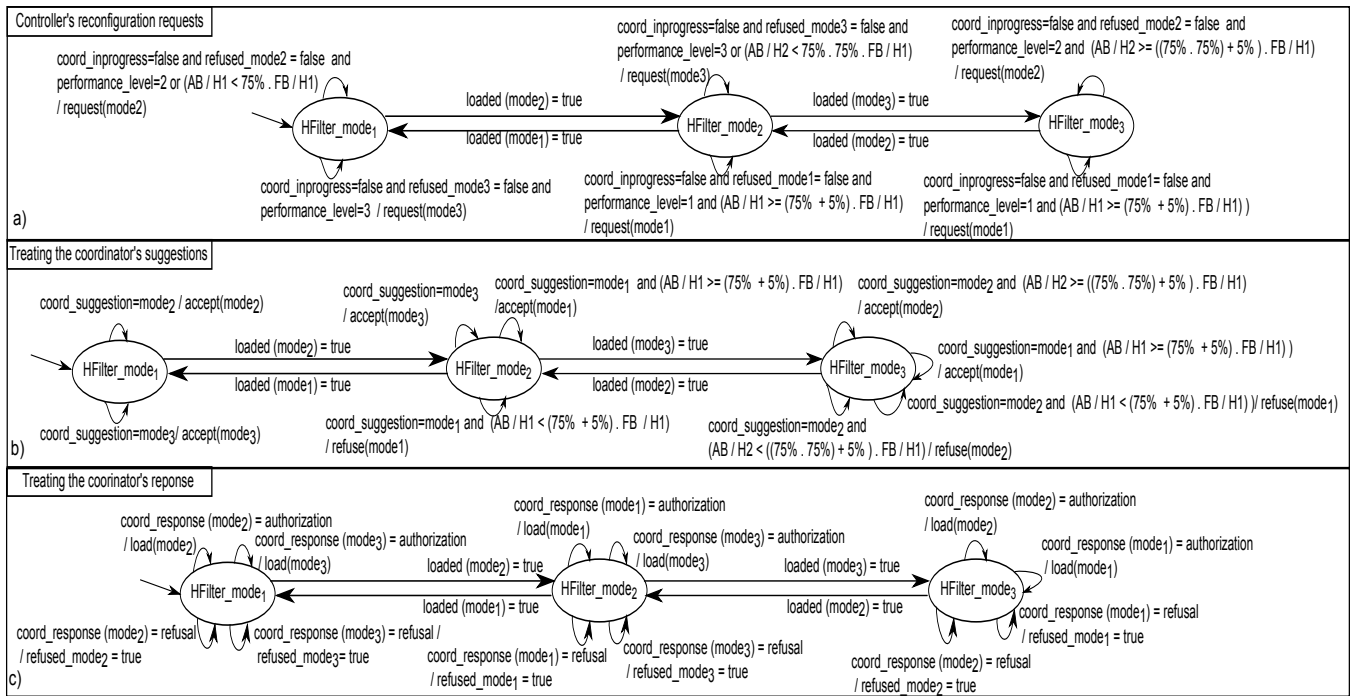 Controller's reconfiguration requests
coord_inprogress=false and refused_mode2 = false and
performance_level=2 or (AB / H1 < 75% . FB / H1)
/ request(mode2)
coord_inprogress=false and refused_mode3 = false and
performance_level=3 or (AB / H2 < 75% . 75% . FB / H1)
/ request(mode3)
coord_inprogress=false and refused_mode2 = false and
performance_level=2 and (AB / H2 >= ((75% . 75%) + 5% ) . FB / H1)
/ request(mode2)
loaded (mode2) = true
loaded (mode3) = true
HFilter_mode1
HFilter_mode2
HFilter_mode3
loaded (mode1) = true
loaded (mode2) = true
coord_inprogress=false and refused_mode3 = false and
performance_level=3 / request(mode3)
coord_inprogress=false and refused_mode1= false and
performance_level=1 and (AB / H1 >= (75% + 5%) . FB / H1)
/ request(mode1)
coord_inprogress=false and refused_mode1= false and
performance_level=1 and (AB / H1 >= (75% + 5%) . FB / H1) )
/ request(mode1)
a)
Treating the coordinator's suggestions
coord_suggestion=mode2 / accept(mode2)
coord_suggestion=mode3
/ accept(mode3)
coord_suggestion=mode1 and (AB / H1 >= (75% + 5%) . FB / H1)
/accept(mode1)
coord_suggestion=mode2 and (AB / H2 >= ((75% . 75%) + 5% ) . FB / H1)
/ accept(mode2)
loaded (mode2) = true
loaded (mode3) = true
HFilter_mode1
HFilter_mode2
HFilter_mode3
loaded (mode1) = true
loaded (mode2) = true
coord_suggestion=mode1 and (AB / H1 >= (75% + 5%) . FB / H1) )
/ accept(mode1)
coord_suggestion=mode2 and (AB / H1 < (75% + 5%) . FB / H1) )/ refuse(mode1)
coord_suggestion=mode3/ accept(mode3)
coord_suggestion=mode1 and (AB / H1 < (75% + 5%) . FB / H1)
/ refuse(mode1)
coord_suggestion=mode2 and
(AB / H2 < ((75% . 75%) + 5% ) . FB / H1) / refuse(mode2)
b)
Treating the coorinator's reponse
coord_response (mode2) = authorization
/ load(mode2)
coord_response (mode3) = authorization
/ load(mode3)
coord_response (mode1) = authorization
/ load(mode1)
coord_response (mode3) = authorization
/ load(mode3)
coord_response (mode2) = authorization
/ load(mode2)
coord_response (mode1) = authorization
/ load(mode1)
loaded (mode2) = true
loaded (mode3) = true
HFilter_mode1
HFilter_mode2
HFilter_mode3
loaded (mode1) = true
loaded (mode2) = true
coord_response (mode2) = refusal
/ refused_mode2 = true
coord_response (mode3) = refusal /
refused_mode3= true
coord_response (mode1) = refusal
/ refused_mode1 = true
coord_response (mode3) = refusal
/ refused_mode3 = true
coord_response (mode1) = refusal
/ refused_mode1 = true
coord_response (mode2) = refusal
/ refused_mode2 = true
c)